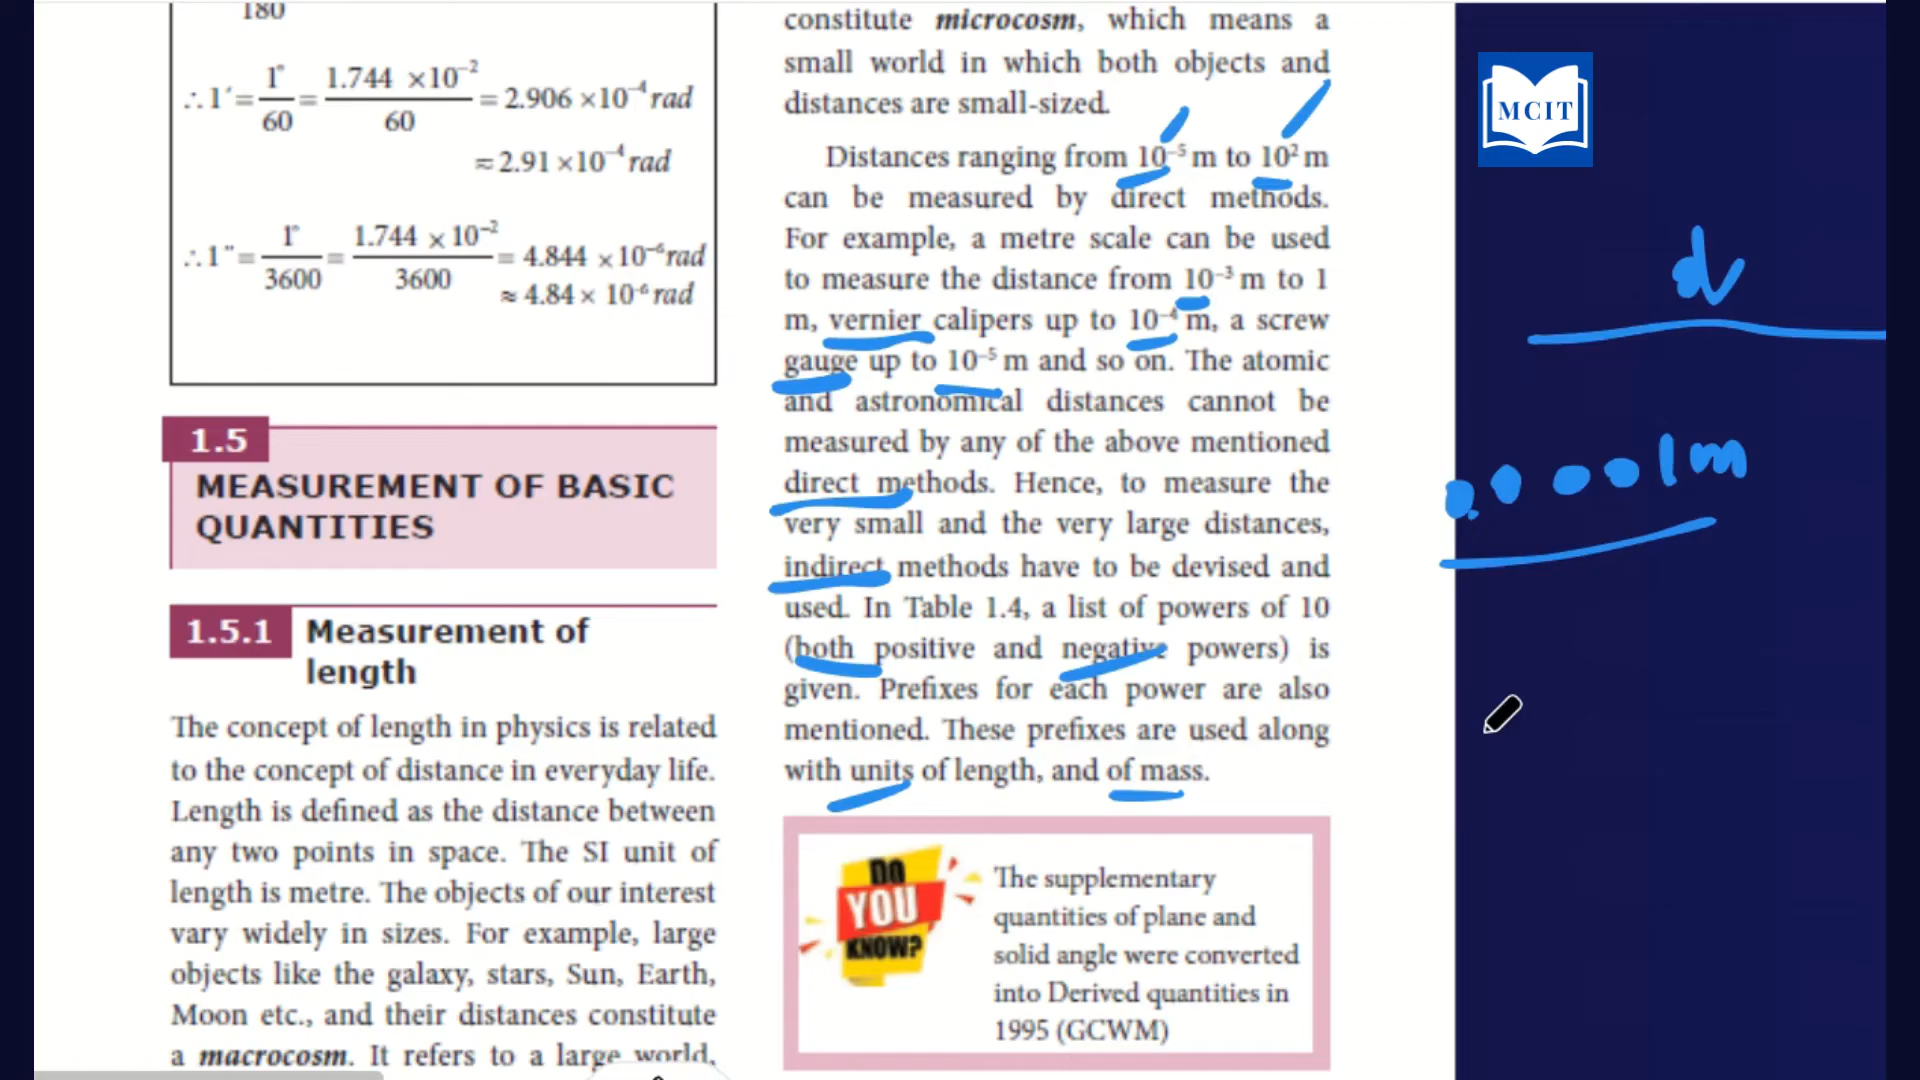 180
∴ 1′ = 1°/60 = 1.744 ×10⁻²/60 = 2.906 ×10⁻⁴ rad
≈ 2.91 ×10⁻⁴ rad
∴ 1″ = 1°/3600 = 1.744 ×10⁻²/3600 = 4.844 ×10⁻⁶ rad
≈ 4.84 × 10⁻⁶ rad
1.5
MEASUREMENT OF BASIC
QUANTITIES
1.5.1 Measurement of
length
The concept of length in physics is related
to the concept of distance in everyday life.
Length is defined as the distance between
any two points in space. The SI unit of
length is metre. The objects of our interest
vary widely in sizes. For example, large
objects like the galaxy, stars, Sun, Earth,
Moon etc., and their distances constitute
a macrocosm. It refers to a large world,
constitute microcosm, which means a
small world in which both objects and
distances are small-sized.
Distances ranging from 10⁻⁵ m to 10² m
can be measured by direct methods.
For example, a metre scale can be used
to measure the distance from 10⁻³ m to 1
m, vernier calipers up to 10⁻⁴ m, a screw
gauge up to 10⁻⁵ m and so on. The atomic
and astronomical distances cannot be
measured by any of the above mentioned
direct methods. Hence, to measure the
very small and the very large distances,
indirect methods have to be devised and
used. In Table 1.4, a list of powers of 10
(both positive and negative powers) is
given. Prefixes for each power are also
mentioned. These prefixes are used along
with units of length, and of mass.
DO
YOU
KNOW?
The supplementary
quantities of plane and
solid angle were converted
into Derived quantities in
1995 (GCWM)
MCIT